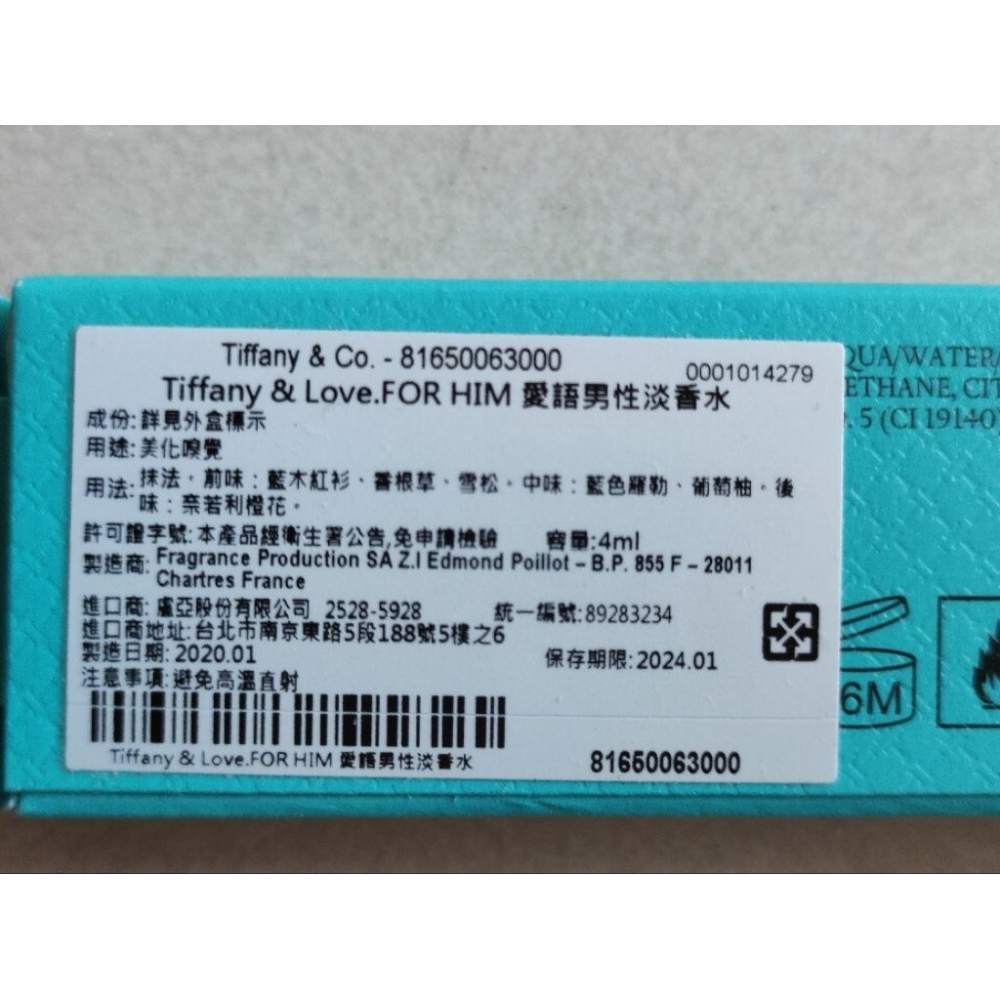 Tiffany & Co. - 81650063000
0001014279
Tiffany & Love.FOR HIM 愛語男性淡香水
成份:詳見外盒標示
用途:美化嗅覺
用法:抹法。前味:藍木紅衫、香根草、雪松。中味:藍色羅勒、葡萄柚。後
味:奈若利橙花。
許可證字號:本產品經衛生署公告,免申請檢驗 容量:4ml
製造商: Fragrance Production SA Z.I Edmond Poillot – B.P. 855 F – 28011
Chartres France
進口商: 盧亞股份有限公司 2528-5928 統一編號:89283234
進口商地址:台北市南京東路5段188號5樓之6
製造日期:2020.01 保存期限:2024.01
注意事項:避免高溫直射
Tiffany & Love.FOR HIM 愛語男性淡香水
81650063000
QUA/WATER/
ETHANE, CIT
. 5 (CI 19140)
6M